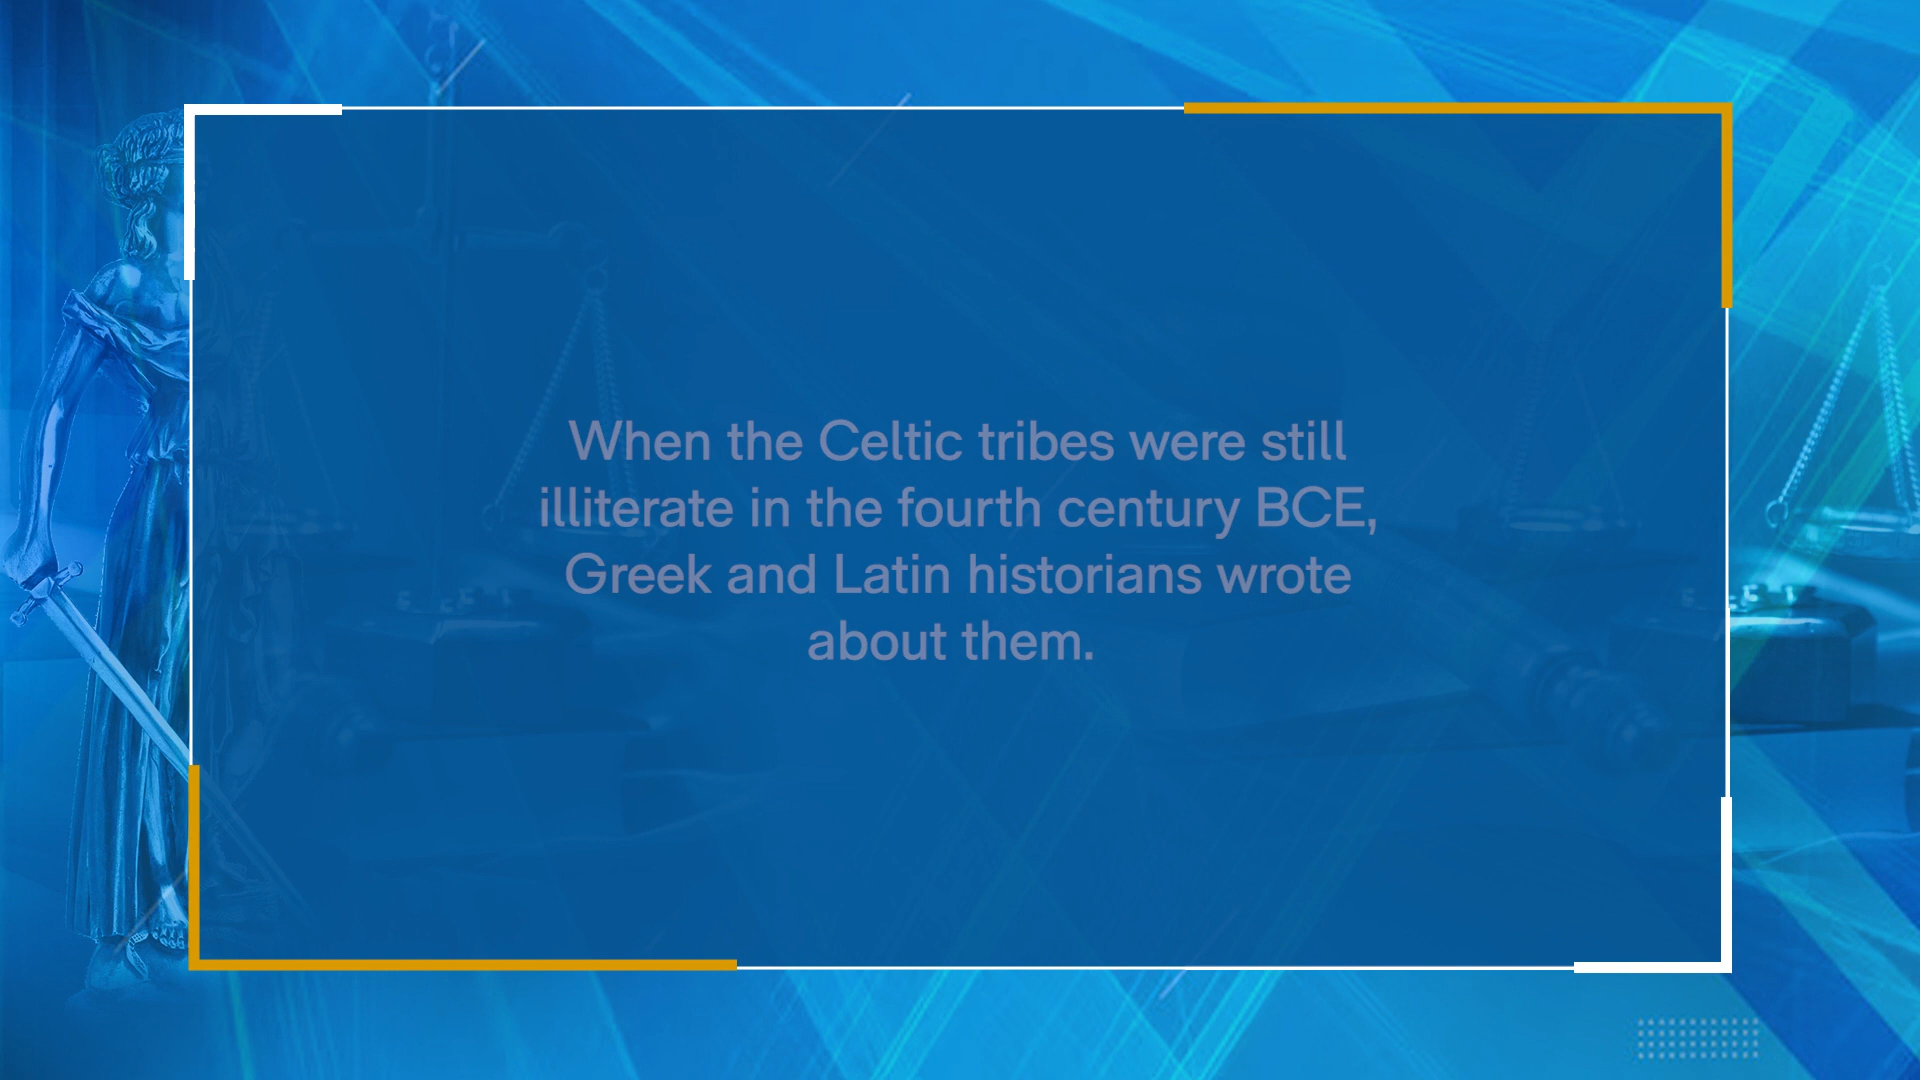 When the Celtic tribes were still
illiterate in the fourth century BCE,
Greek and Latin historians wrote
about them.